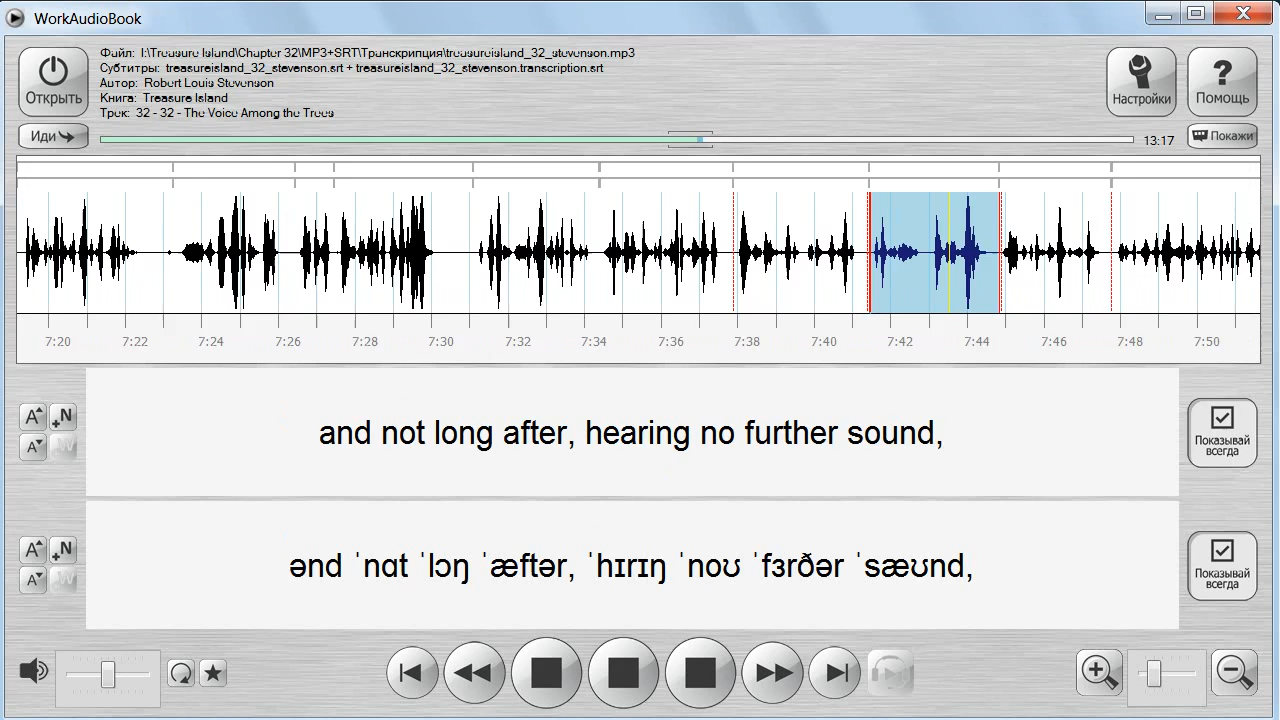 WorkAudioBook
Открыть
Файл: I:\Treasure Island\Chapter 32\MP3+SRT\Транскрипция\treasureisland_32_stevenson.mp3
Субтитры: treasureisland_32_stevenson.srt + treasureisland_32_stevenson.transcription.srt
Автор: Robert Louis Stevenson
Книга: Treasure Island
Трек: 32 - 32 - The Voice Among the Trees
Настройки
? Помощь
Иди
13:17
Покажи
7:20 7:22 7:24 7:26 7:28 7:30 7:32 7:34 7:36 7:38 7:40 7:42 7:44 7:46 7:48 7:50
A +N
A W
and not long after, hearing no further sound,
Показывай
всегда
A +N
A W
ənd ˈnɑt ˈlɔŋ ˈæftər, ˈhɪrɪŋ ˈnoʊ ˈfɜrðər ˈsæʊnd,
Показывай
всегда